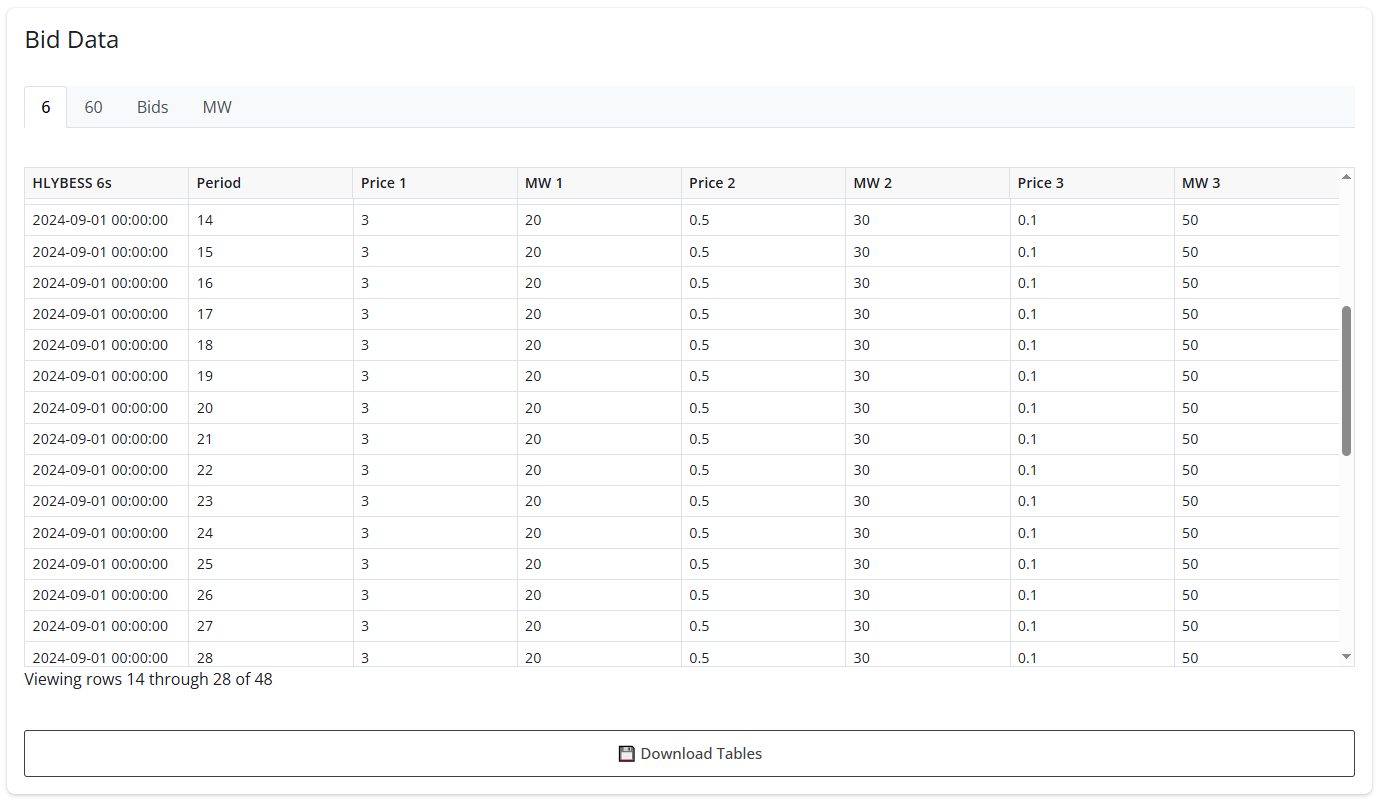 Bid Data
6 60 Bids MW
HLYBESS 6s Period Price 1 MW 1 Price 2 MW 2 Price 3 MW 3
2024-09-01 00:00:00 14 3 20 0.5 30 0.1 50
2024-09-01 00:00:00 15 3 20 0.5 30 0.1 50
2024-09-01 00:00:00 16 3 20 0.5 30 0.1 50
2024-09-01 00:00:00 17 3 20 0.5 30 0.1 50
2024-09-01 00:00:00 18 3 20 0.5 30 0.1 50
2024-09-01 00:00:00 19 3 20 0.5 30 0.1 50
2024-09-01 00:00:00 20 3 20 0.5 30 0.1 50
2024-09-01 00:00:00 21 3 20 0.5 30 0.1 50
2024-09-01 00:00:00 22 3 20 0.5 30 0.1 50
2024-09-01 00:00:00 23 3 20 0.5 30 0.1 50
2024-09-01 00:00:00 24 3 20 0.5 30 0.1 50
2024-09-01 00:00:00 25 3 20 0.5 30 0.1 50
2024-09-01 00:00:00 26 3 20 0.5 30 0.1 50
2024-09-01 00:00:00 27 3 20 0.5 30 0.1 50
2024-09-01 00:00:00 28 3 20 0.5 30 0.1 50
Viewing rows 14 through 28 of 48
Download Tables